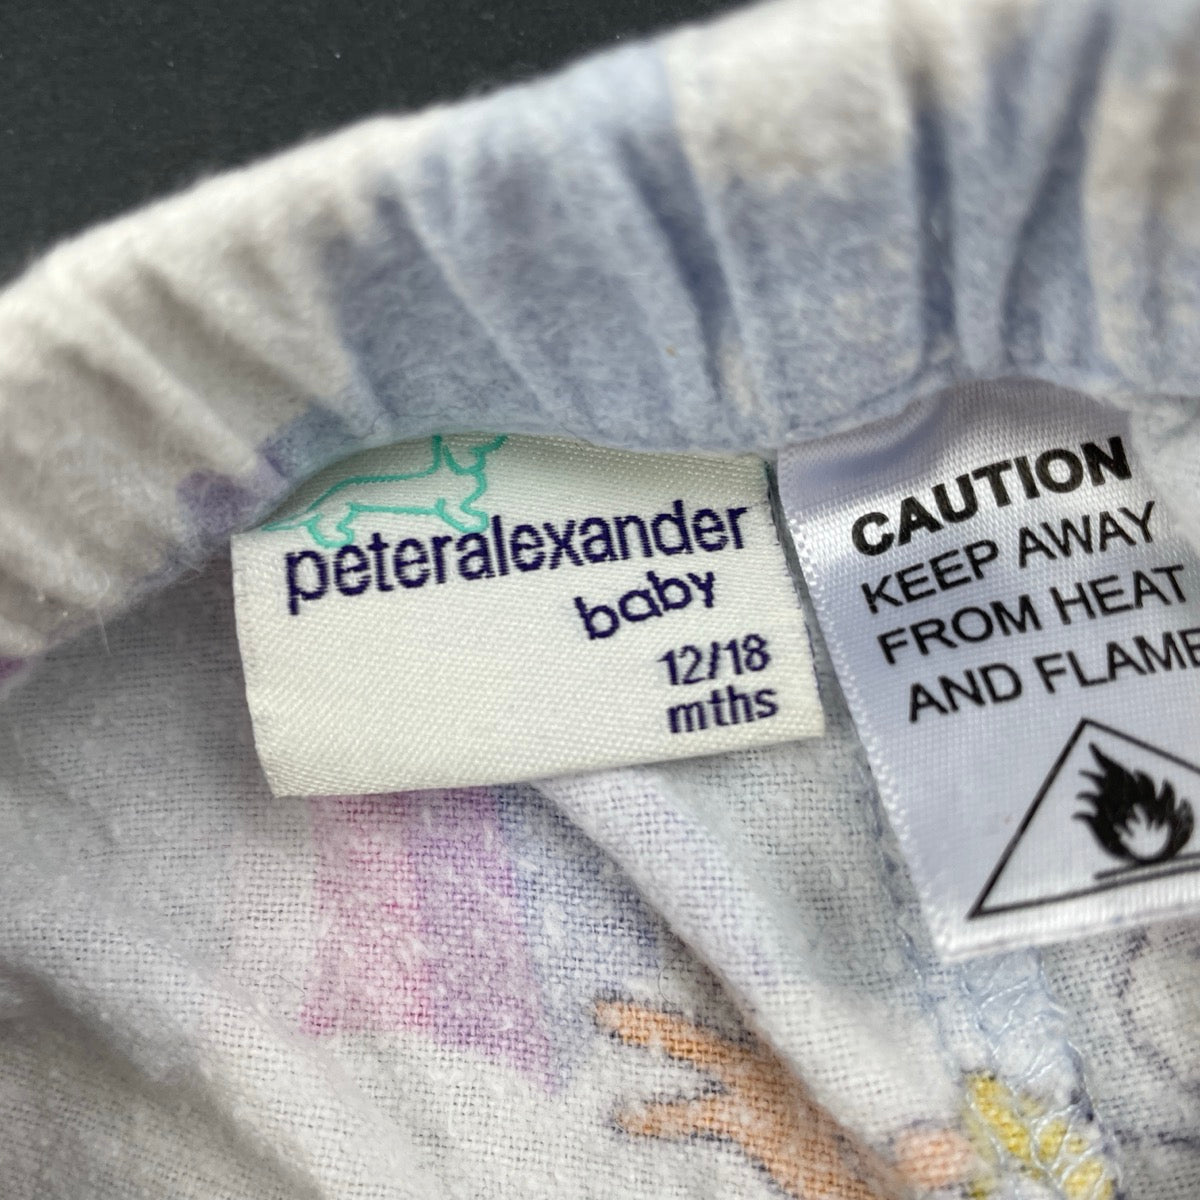 peteralexander
baby
12/18
mths
CAUTION
KEEP AWAY
FROM HEAT
AND FLAME